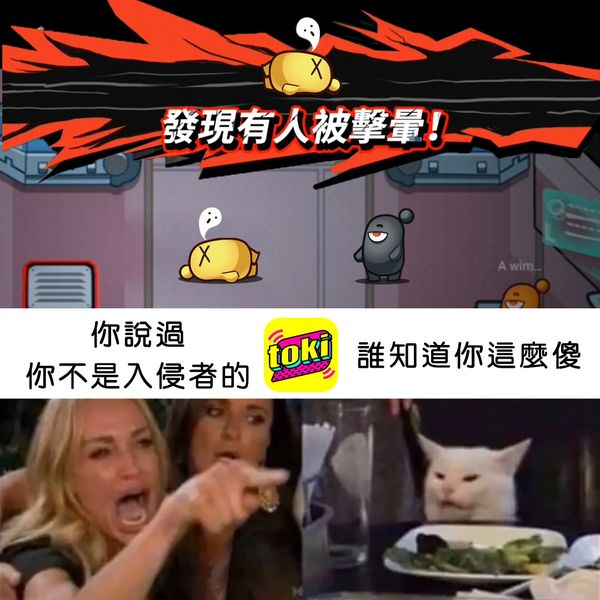 發現有人被擊暈！
A wim...
你說過
你不是入侵者的
toki
誰知道你這麼傻